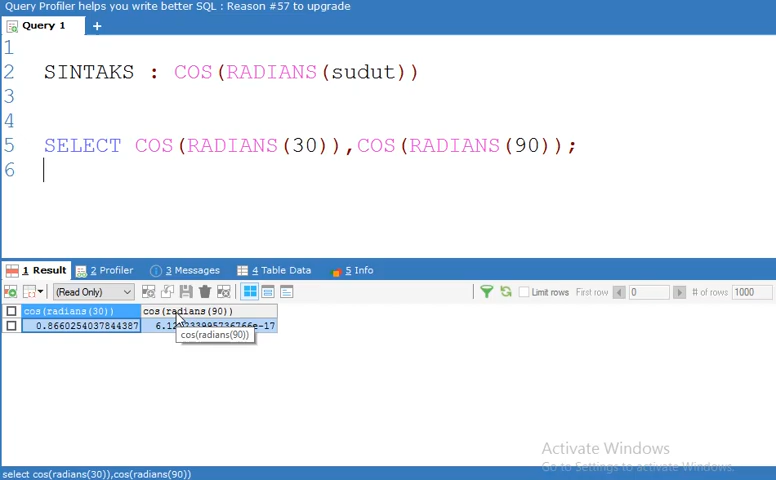 Query Profiler helps you write better SQL : Reason #57 to upgrade
Query 1 +
1
2 SINTAKS : COS(RADIANS(sudut))
3
4
5 SELECT COS(RADIANS(30)),COS(RADIANS(90));
6
1 Result 2 Profiler 3 Messages 4 Table Data 5 Info
(Read Only) Limit rows First row 0 # of rows 1000
cos(radians(30)) cos(radians(90))
0.8660254037844387
cos(radians(90))
Activate Windows
Go to Settings to activate Windows.
select cos(radians(30)),cos(radians(90))